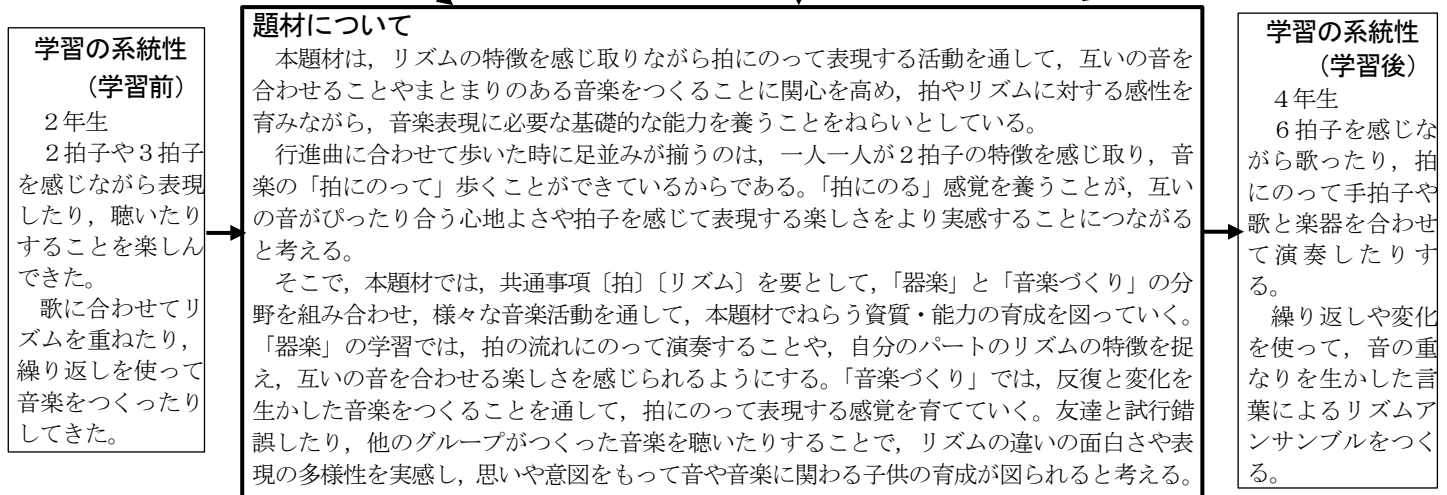 学習の系統性
（学習前）
２年生
２拍子や３拍子
を感じながら表現
したり，聴いたり
することを楽しん
できた。
歌に合わせてリ
ズムを重ねたり，
繰り返しを使って
音楽をつくったり
してきた。
題材について
本題材は，リズムの特徴を感じ取りながら拍にのって表現する活動を通して，互いの音を
合わせることやまとまりのある音楽をつくることに関心を高め，拍やリズムに対する感性を
育みながら，音楽表現に必要な基礎的な能力を養うことをねらいとしている。
行進曲に合わせて歩いた時に足並みが揃うのは，一人一人が２拍子の特徴を感じ取り，音
楽の「拍にのって」歩くことができているからである。「拍にのる」感覚を養うことが，互い
の音がぴったり合う心地よさや拍子を感じて表現する楽しさをより実感することにつながる
と考える。
そこで，本題材では，共通事項〔拍〕〔リズム〕を要として，「器楽」と「音楽づくり」の分
野を組み合わせ，様々な音楽活動を通して，本題材でねらう資質・能力の育成を図っていく。
「器楽」の学習では，拍の流れにのって演奏することや，自分のパートのリズムの特徴を捉
え，互いの音を合わせる楽しさを感じられるようにする。「音楽づくり」では，反復と変化を
生かした音楽をつくることを通して，拍にのって表現する感覚を育てていく。友達と試行錯
誤したり，他のグループがつくった音楽を聴いたりすることで，リズムの違いの面白さや表
現の多様性を実感し，思いや意図をもって音や音楽に関わる子供の育成が図られると考える。
学習の系統性
（学習後）
４年生
６拍子を感じな
がら歌ったり，拍
にのって手拍子や
歌と楽器を合わせ
て演奏したりす
る。
繰り返しや変化
を使って，音の重
なりを生かした言
葉によるリズムア
ンサンブルをつく
る。